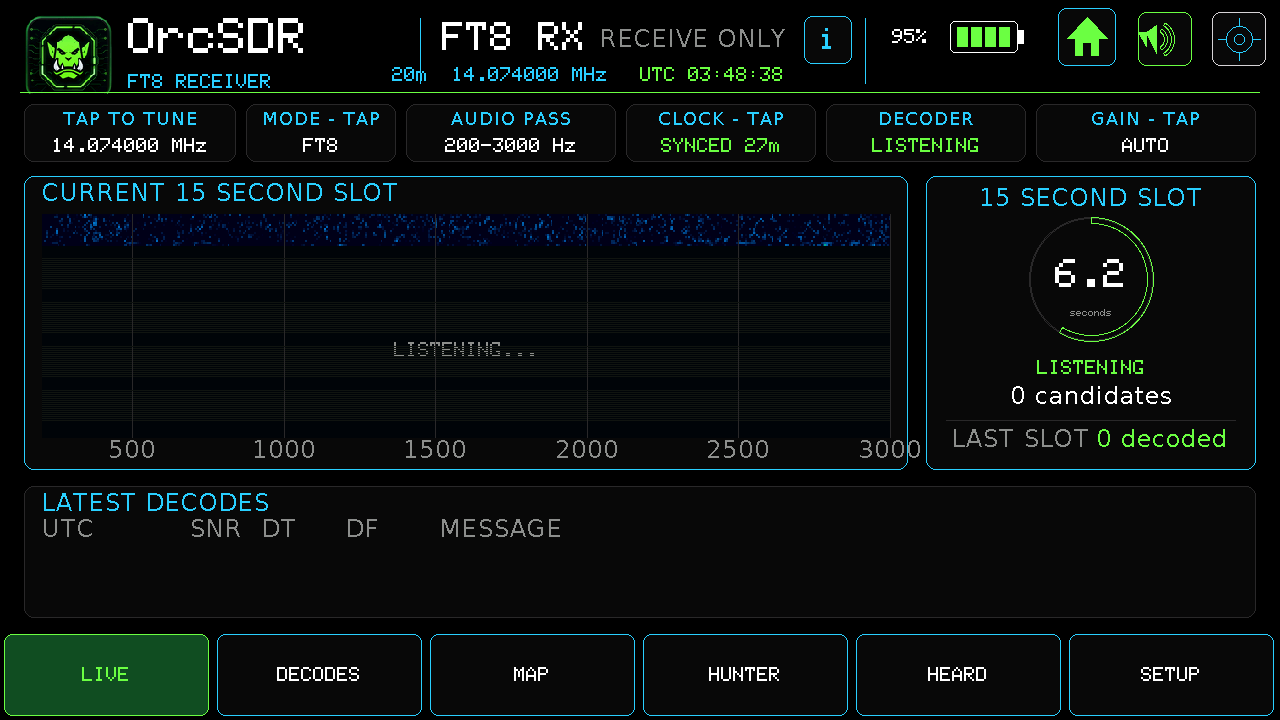 OrcSDR
FT8 RECEIVER
FT8 RX RECEIVE ONLY i 95%
20m 14.074000 MHz UTC 03:48:38
TAP TO TUNE
14.074000 MHz
MODE - TAP
FT8
AUDIO PASS
200-3000 Hz
CLOCK - TAP
SYNCED 27m
DECODER
LISTENING
GAIN - TAP
AUTO
CURRENT 15 SECOND SLOT
LISTENING...
500 1000 1500 2000 2500 3000
15 SECOND SLOT
6.2
seconds
LISTENING
0 candidates
LAST SLOT 0 decoded
LATEST DECODES
UTC SNR DT DF MESSAGE
LIVE DECODES MAP HUNTER HEARD SETUP